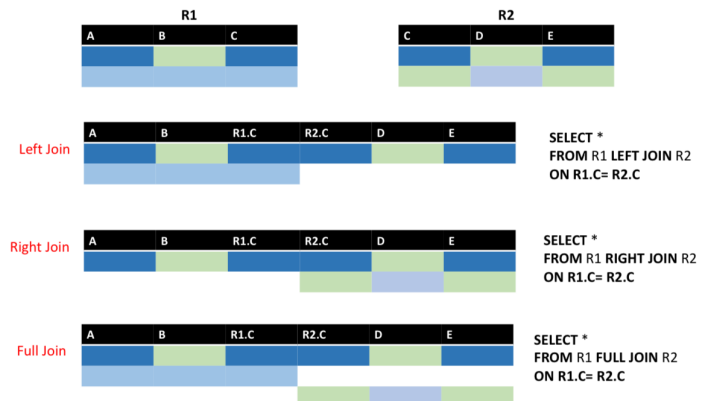 R1 R2
A B C C D E
Left Join
A B R1.C R2.C D E
SELECT *
FROM R1 LEFT JOIN R2
ON R1.C= R2.C
Right Join
A B R1.C R2.C D E
SELECT *
FROM R1 RIGHT JOIN R2
ON R1.C= R2.C
Full Join
A B R1.C R2.C D E
SELECT *
FROM R1 FULL JOIN R2
ON R1.C= R2.C